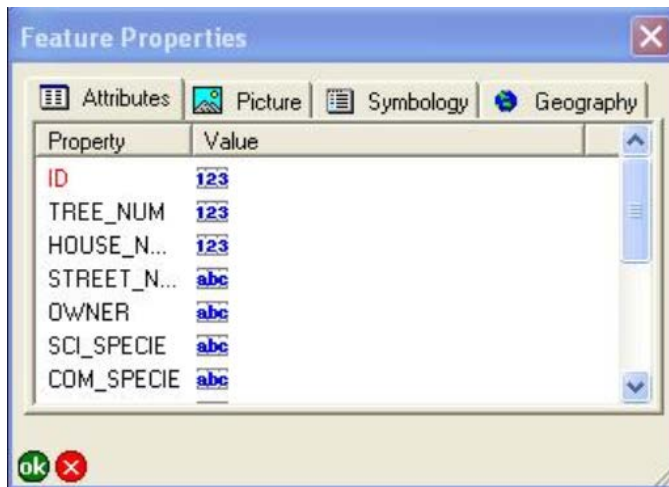 Feature Properties
Attributes Picture Symbology Geography
Property Value
ID 123
TREE_NUM 123
HOUSE_N... 123
STREET_N... abc
OWNER abc
SCI_SPECIE abc
COM_SPECIE abc
ok